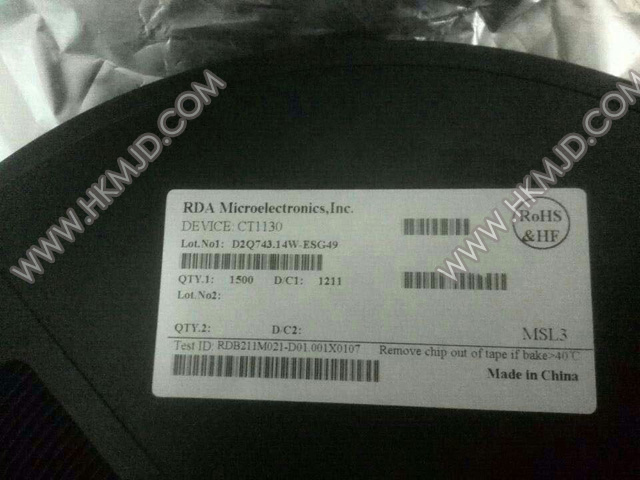 WWW.HKMJD.COM
WWW.HKMJD.COM
RDA Microelectronics,Inc.
DEVICE: CT1130
Lot.No1: D2Q743.14W-ESG49
RoHS
&HF
QTY.1: 1500 D/C1: 1211
Lot.No2:
QTY.2: D/C2:
MSL3
Test ID: RDB211M021-D01.001X0107 Remove chip out of tape if bake>40℃
Made in China